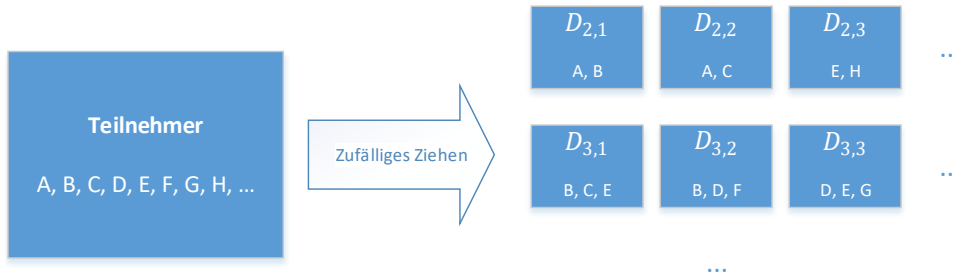 Teilnehmer
A, B, C, D, E, F, G, H, ...
Zufälliges Ziehen
D2,1
A, B
D2,2
A, C
D2,3
E, H
..
D3,1
B, C, E
D3,2
B, D, F
D3,3
D, E, G
..
...